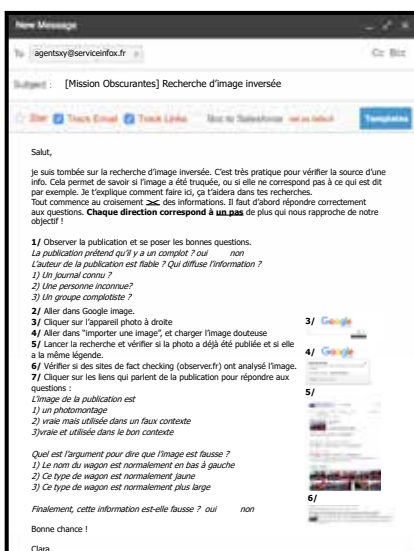 New Message
To agentsxy@serviceinfox.fr Cc Bcc
Subject : [Mission Obscurantes] Recherche d'image inversée
Star Track Email Track Links Bcc to Salesforce set as default Templates
Salut,
je suis tombée sur la recherche d'image inversée. C'est très pratique pour vérifier la source d'une
info. Cela permet de savoir si l'image a été truquée, ou si elle ne correspond pas à ce qui est dit
par exemple. Je t'explique comment faire ici, ça t'aidera dans tes recherches.
Tout commence au croisement des informations. Il faut d'abord répondre correctement
aux questions. Chaque direction correspond à un pas de plus qui nous rapproche de notre
objectif !
1/ Observer la publication et se poser les bonnes questions.
La publication prétend qu'il y a un complot ? oui non
L'auteur de la publication est fiable ? Qui diffuse l'information ?
1) Un journal connu ?
2) Une personne inconnue?
3) Un groupe complotiste ?
2/ Aller dans Google image.
3/ Cliquer sur l'appareil photo à droite
4/ Aller dans "importer une image", et charger l'image douteuse
5/ Lancer la recherche et vérifier si la photo a déjà été publiée et si elle
a la même légende.
6/ Vérifier si des sites de fact checking (observer.fr) ont analysé l'image.
7/ Cliquer sur les liens qui parlent de la publication pour répondre aux
questions :
L'image de la publication est
1) un photomontage
2) vraie mais utilisée dans un faux contexte
3)vraie et utilisée dans le bon contexte
Quel est l'argument pour dire que l'image est fausse ?
1) Le nom du wagon est normalement en bas à gauche
2) Ce type de wagon est normalement jaune
3) Ce type de wagon est normalement plus large
Finalement, cette information est-elle fausse ? oui non
Bonne chance !
Clara
3/ Google
4/ Google
5/
6/